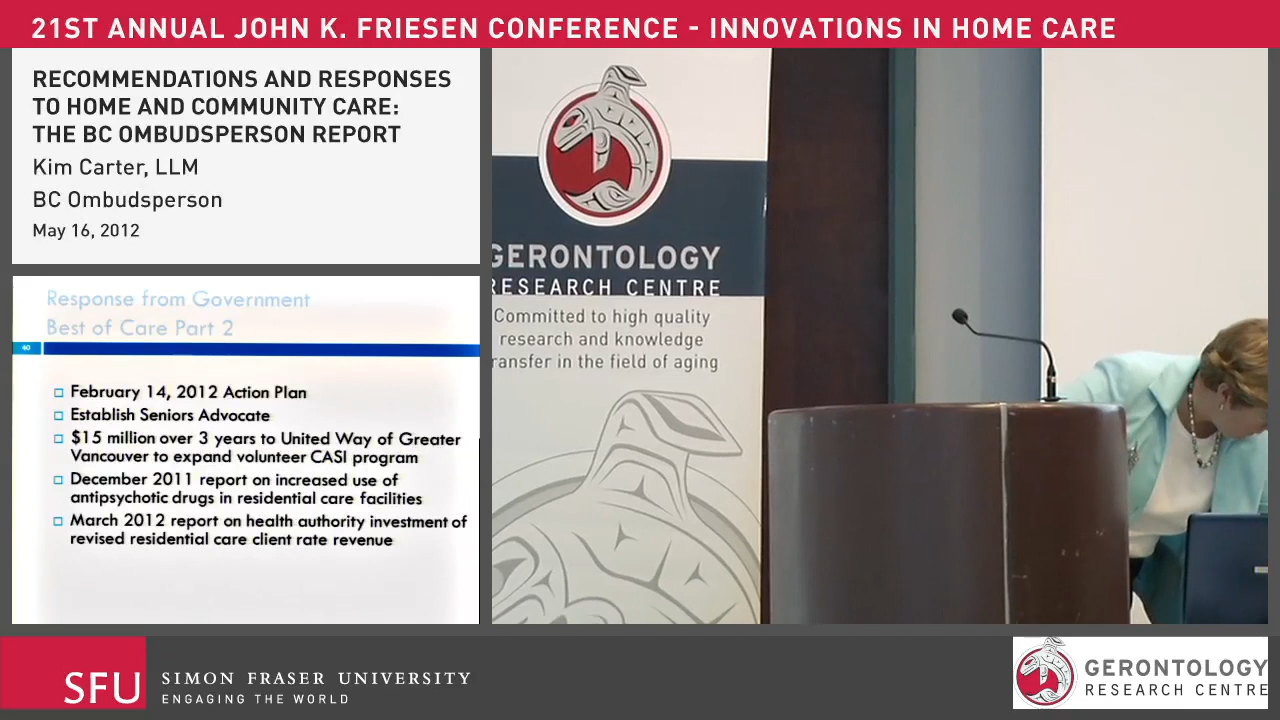 21ST ANNUAL JOHN K. FRIESEN CONFERENCE - INNOVATIONS IN HOME CARE
RECOMMENDATIONS AND RESPONSES
TO HOME AND COMMUNITY CARE:
THE BC OMBUDSPERSON REPORT
Kim Carter, LLM
BC Ombudsperson
May 16, 2012
Response from Government
Best of Care Part 2
40
February 14, 2012 Action Plan
Establish Seniors Advocate
$15 million over 3 years to United Way of Greater
Vancouver to expand volunteer CASI program
December 2011 report on increased use of
antipsychotic drugs in residential care facilities
March 2012 report on health authority investment of
revised residential care client rate revenue
GERONTOLOGY
RESEARCH CENTRE
Committed to high quality
research and knowledge
ransfer in the field of aging
SFU
SIMON FRASER UNIVERSITY
ENGAGING THE WORLD
GERONTOLOGY
RESEARCH CENTRE